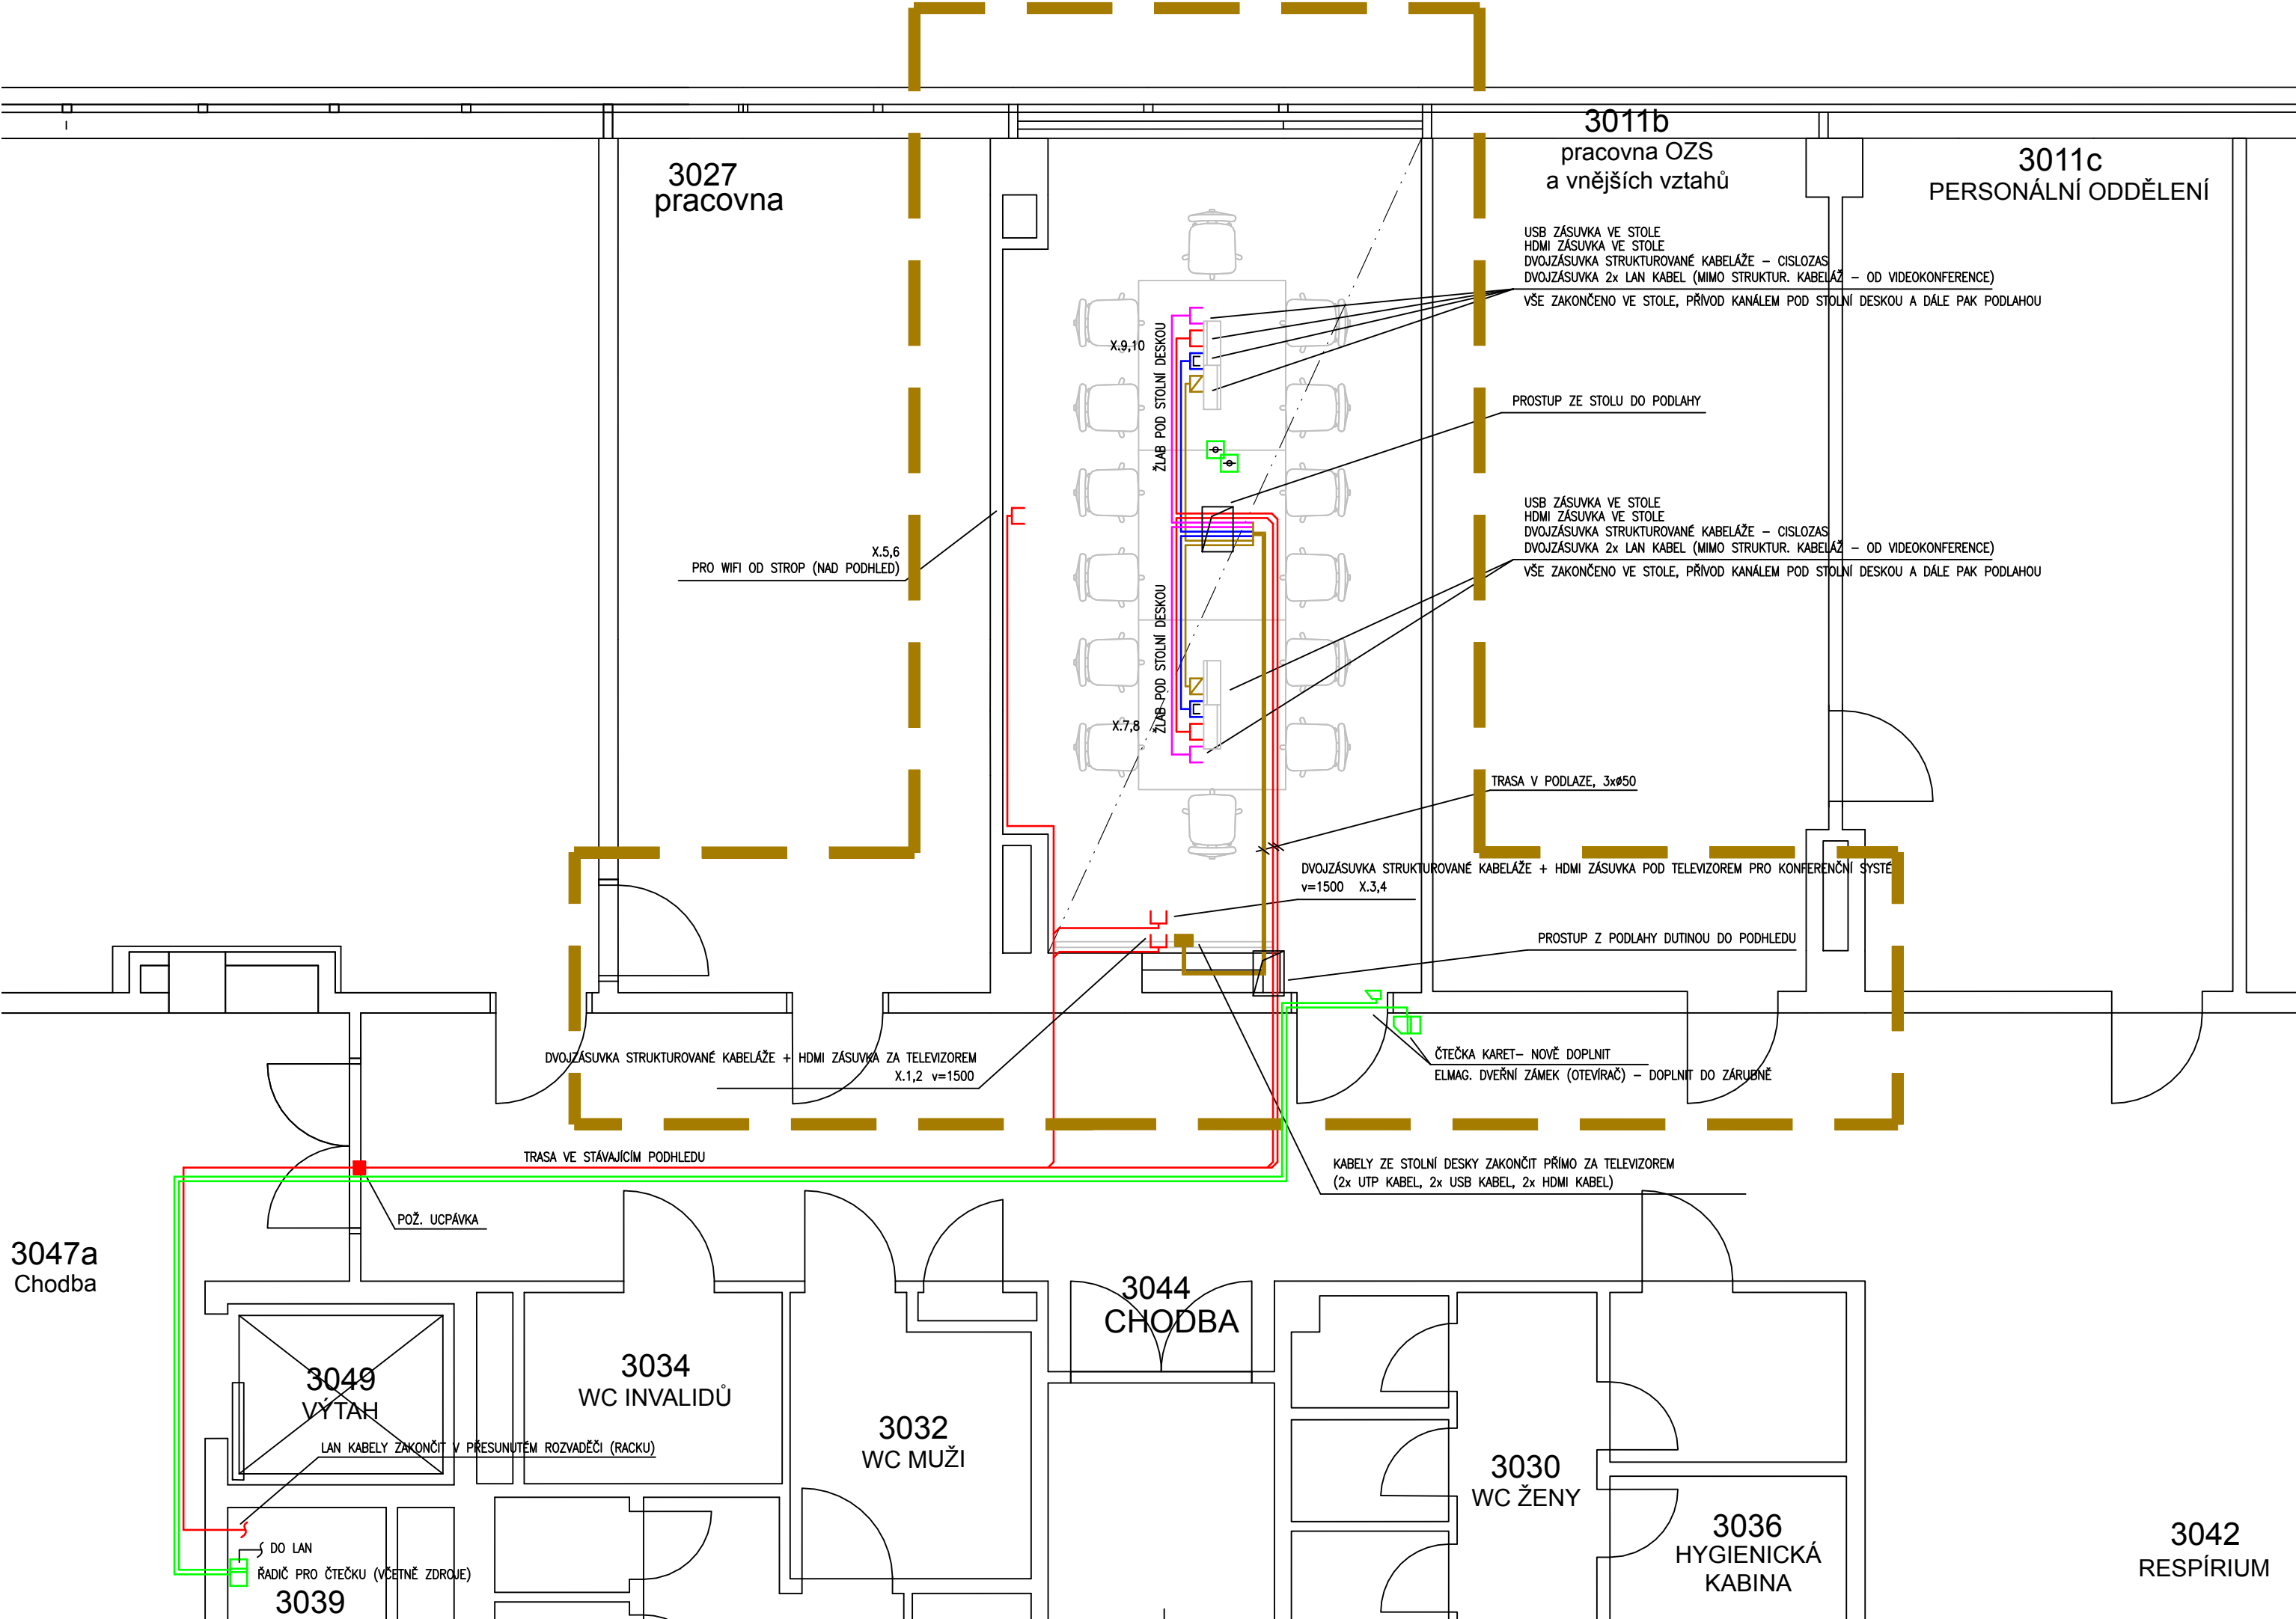 3027
pracovna
3011b
pracovna OZS
a vnějších vztahů
3011c
PERSONÁLNÍ ODDĚLENÍ
USB ZÁSUVKA VE STOLE
HDMI ZÁSUVKA VE STOLE
DVOJZÁSUVKA STRUKTUROVANÉ KABELÁŽE – CISLOZAS
DVOJZÁSUVKA 2x LAN KABEL (MIMO STRUKTUR. KABELÁŽ – OD VIDEOKONFERENCE)
VŠE ZAKONČENO VE STOLE, PŘÍVOD KANÁLEM POD STOLNÍ DESKOU A DÁLE PAK PODLAHOU
X.9,10
ŽLAB POD STOLNÍ DESKOU
PROSTUP ZE STOLU DO PODLAHY
USB ZÁSUVKA VE STOLE
HDMI ZÁSUVKA VE STOLE
DVOJZÁSUVKA STRUKTUROVANÉ KABELÁŽE – CISLOZAS
DVOJZÁSUVKA 2x LAN KABEL (MIMO STRUKTUR. KABELÁŽ – OD VIDEOKONFERENCE)
VŠE ZAKONČENO VE STOLE, PŘÍVOD KANÁLEM POD STOLNÍ DESKOU A DÁLE PAK PODLAHOU
X.5,6
PRO WIFI OD STROP (NAD PODHLED)
ŽLAB POD STOLNÍ DESKOU
X.7,8
TRASA V PODLAZE, 3xø50
DVOJZÁSUVKA STRUKTUROVANÉ KABELÁŽE + HDMI ZÁSUVKA POD TELEVIZOREM PRO KONFERENČNÍ SYSTÉ
v=1500 X.3,4
PROSTUP Z PODLAHY DUTINOU DO PODHLEDU
DVOJZÁSUVKA STRUKTUROVANÉ KABELÁŽE + HDMI ZÁSUVKA ZA TELEVIZOREM
X.1,2 v=1500
ČTEČKA KARET– NOVĚ DOPLNIT
ELMAG. DVEŘNÍ ZÁMEK (OTEVÍRAČ) – DOPLNIT DO ZÁRUBNĚ
TRASA VE STÁVAJÍCÍM PODHLEDU
KABELY ZE STOLNÍ DESKY ZAKONČIT PŘÍMO ZA TELEVIZOREM
(2x UTP KABEL, 2x USB KABEL, 2x HDMI KABEL)
POŽ. UCPÁVKA
3047a
Chodba
3044
CHODBA
3049
VÝTAH
3034
WC INVALIDŮ
3032
WC MUŽI
LAN KABELY ZAKONČIT V PŘESUNUTÉM ROZVADĚČI (RACKU)
3030
WC ŽENY
3036
HYGIENICKÁ
KABINA
3042
RESPÍRIUM
DO LAN
ŘADIČ PRO ČTEČKU (VČETNĚ ZDROJE)
3039